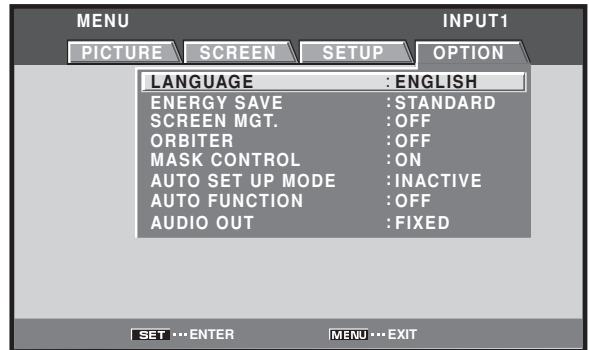 MENU INPUT1
PICTURE SCREEN SETUP OPTION
LANGUAGE :ENGLISH
ENERGY SAVE :STANDARD
SCREEN MGT. :OFF
ORBITER :OFF
MASK CONTROL :ON
AUTO SET UP MODE :INACTIVE
AUTO FUNCTION :OFF
AUDIO OUT :FIXED
SET ··· ENTER MENU ··· EXIT